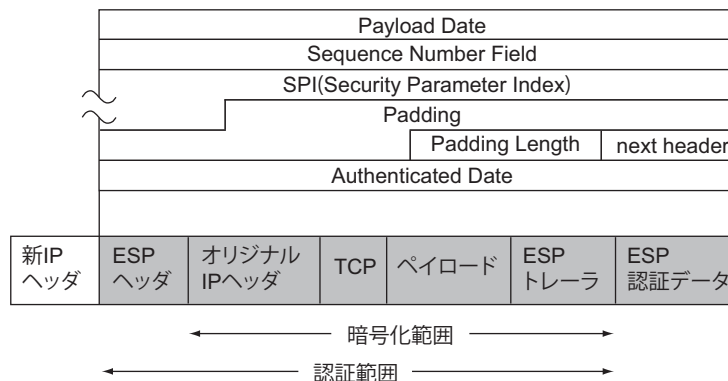 Payload Date
Sequence Number Field
SPI(Security Parameter Index)
Padding
Padding Length
next header
Authenticated Date
新IP
ヘッダ
ESP
ヘッダ
オリジナル
IPヘッダ
TCP
ペイロード
ESP
トレーラ
ESP
認証データ
暗号化範囲
認証範囲